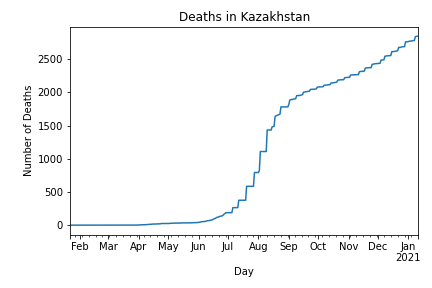 Deaths in Kazakhstan
Number of Deaths
2500
2000
1500
1000
500
0
Feb Mar Apr May Jun Jul Aug Sep Oct Nov Dec Jan
2021
Day